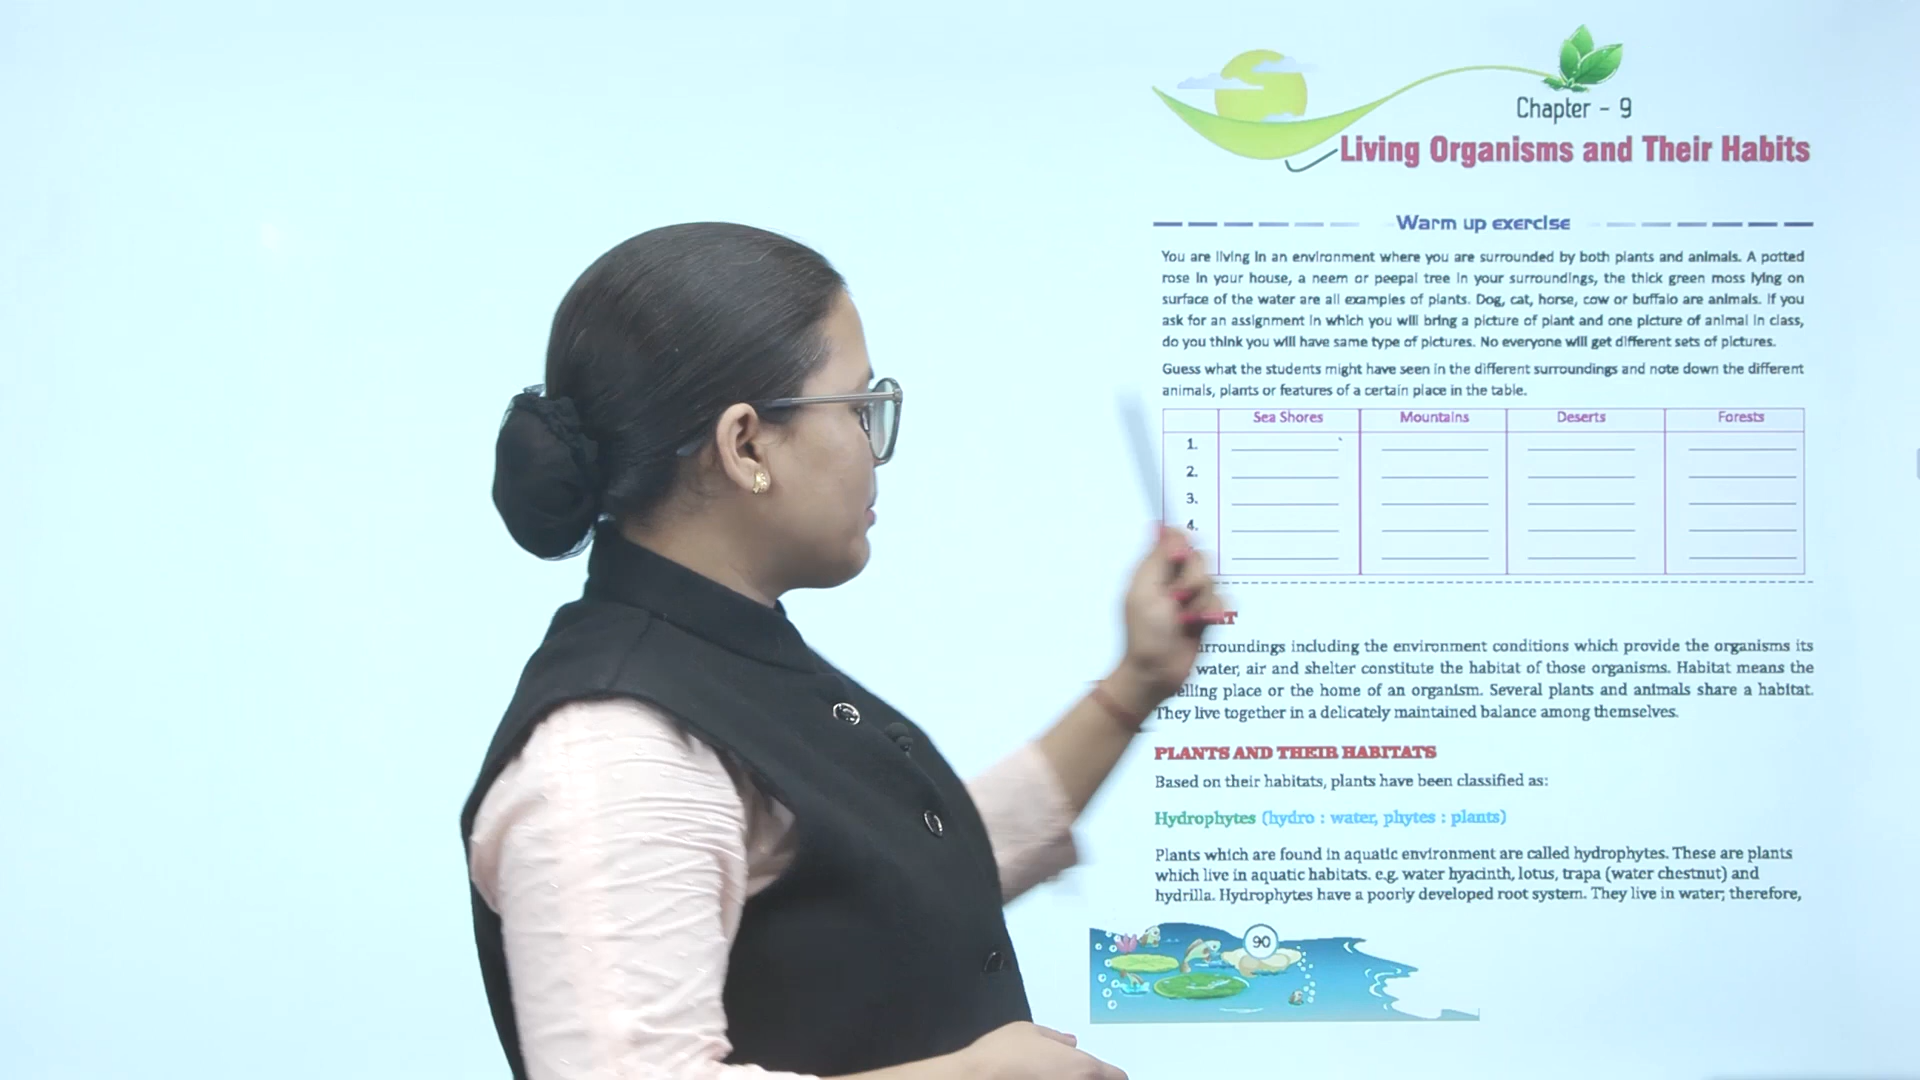 Chapter - 9
Living Organisms and Their Habits
Warm up exercise
You are living in an environment where you are surrounded by both plants and animals. A potted
rose in your house, a neem or peepal tree in your surroundings, the thick green moss lying on
surface of the water are all examples of plants. Dog, cat, horse, cow or buffalo are animals. If you
ask for an assignment in which you will bring a picture of plant and one picture of animal in class,
do you think you will have same type of pictures. No everyone will get different sets of pictures.
Guess what the students might have seen in the different surroundings and note down the different
animals, plants or features of a certain place in the table.
Sea Shores Mountains Deserts Forests
1.
2.
3.
4.
including the environment conditions which provide the organisms its
water, air and shelter constitute the habitat of those organisms. Habitat means the
place or the home of an organism. Several plants and animals share a habitat.
They live together in a delicately maintained balance among themselves.
PLANTS AND THEIR HABITATS
Based on their habitats, plants have been classified as:
Hydrophytes (hydro : water, phytes : plants)
Plants which are found in aquatic environment are called hydrophytes. These are plants
which live in aquatic habitats. e.g. water hyacinth, lotus, trapa (water chestnut) and
hydrilla. Hydrophytes have a poorly developed root system. They live in water; therefore,
90